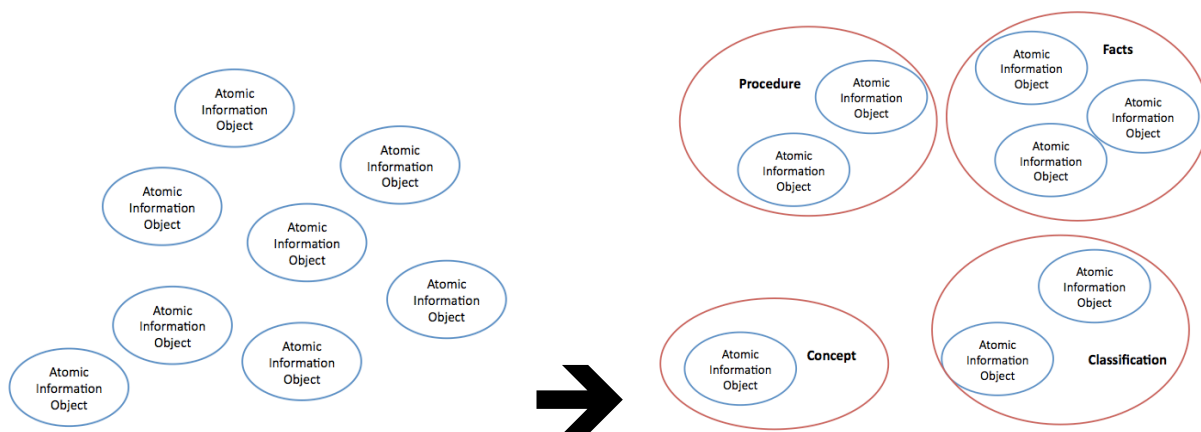 Atomic
Information
Object
Atomic
Information
Object
Atomic
Information
Object
Atomic
Information
Object
Atomic
Information
Object
Atomic
Information
Object
Atomic
Information
Object
Atomic
Information
Object
Procedure
Atomic
Information
Object
Atomic
Information
Object
Facts
Atomic
Information
Object
Atomic
Information
Object
Atomic
Information
Object
Concept
Atomic
Information
Object
Classification
Atomic
Information
Object
Atomic
Information
Object